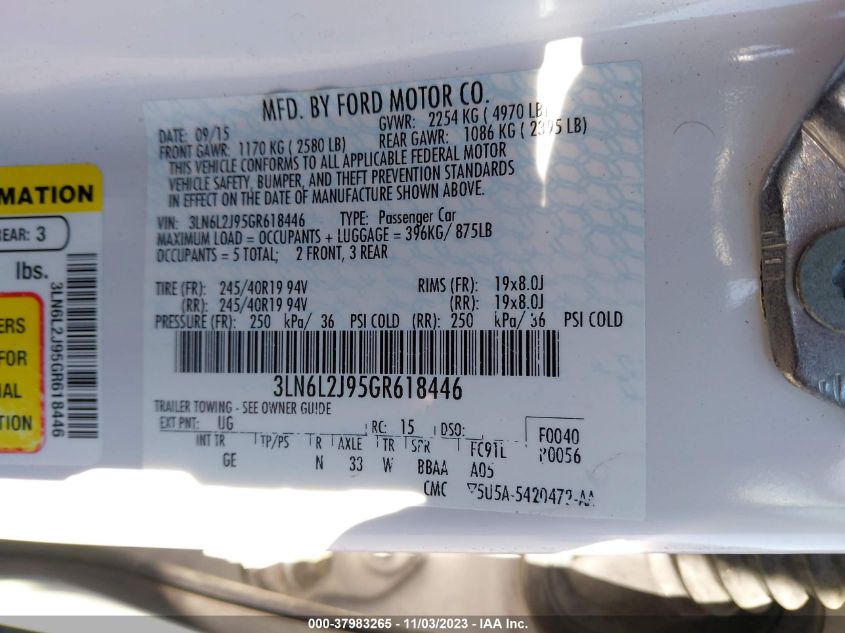 MFD. BY FORD MOTOR CO.
DATE: 09/15
GVWR: 2254 KG ( 4970 LB)
FRONT GAWR: 1170 KG ( 2580 LB)
REAR GAWR: 1086 KG ( 2395 LB)
THIS VEHICLE CONFORMS TO ALL APPLICABLE FEDERAL MOTOR
VEHICLE SAFETY, BUMPER, AND THEFT PREVENTION STANDARDS
IN EFFECT ON THE DATE OF MANUFACTURE SHOWN ABOVE.
VIN: 3LN6L2J95GR618446 TYPE: Passenger Car
MAXIMUM LOAD = OCCUPANTS + LUGGAGE = 396KG/ 875LB
OCCUPANTS = 5 TOTAL; 2 FRONT, 3 REAR
TIRE (FR): 245/40R19 94V RIMS (FR): 19x8.0J
(RR): 245/40R19 94V (RR): 19x8.0J
PRESSURE (FR): 250 kPa/ 36 PSI COLD (RR): 250 kPa/ 36 PSI COLD
3LN6L2J95GR618446
TRAILER TOWING - SEE OWNER GUIDE
EXT PNT: UG RC: 15 DSO:
F0040
P0056
INT TR TP/PS R AXLE TR SPR FC91L
GE N 33 W BBAA A05
CMC
MATION
REAR: 3
lbs.
3LN6L2J95GR618446
ERS
FOR
NAL
TION
000-37983265 - 11/03/2023 - © IAA Inc.